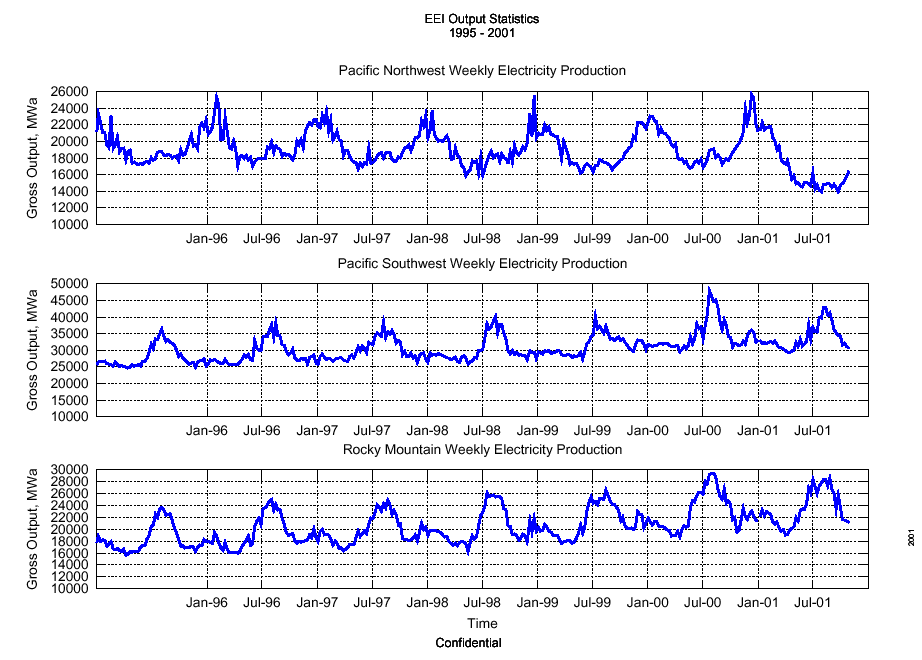 EEI Output Statistics
1995 - 2001
Pacific Northwest Weekly Electricity Production
Gross Output, MWa
26000
24000
22000
20000
18000
16000
14000
12000
10000
Jan-96 Jul-96 Jan-97 Jul-97 Jan-98 Jul-98 Jan-99 Jul-99 Jan-00 Jul-00 Jan-01 Jul-01
Pacific Southwest Weekly Electricity Production
Gross Output, MWa
50000
45000
40000
35000
30000
25000
20000
15000
10000
Jan-96 Jul-96 Jan-97 Jul-97 Jan-98 Jul-98 Jan-99 Jul-99 Jan-00 Jul-00 Jan-01 Jul-01
Rocky Mountain Weekly Electricity Production
Gross Output, MWa
30000
28000
26000
24000
22000
20000
18000
16000
14000
12000
10000
Jan-96 Jul-96 Jan-97 Jul-97 Jan-98 Jul-98 Jan-99 Jul-99 Jan-00 Jul-00 Jan-01 Jul-01
Time
Confidential
2001